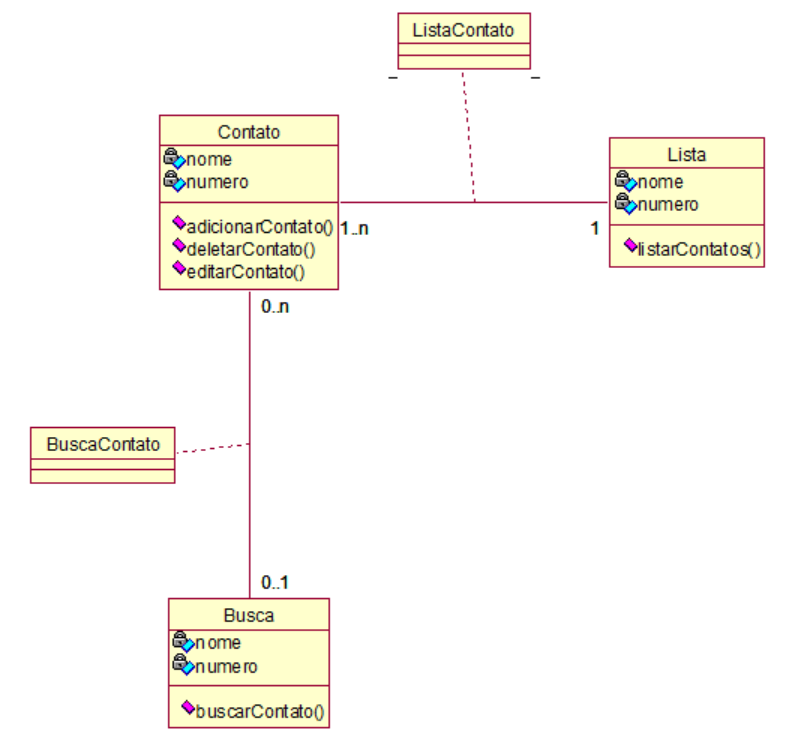 ListaContato
Contato
nome
numero
adicionarContato()
deletarContato()
editarContato()
1..n
1
Lista
nome
numero
listarContatos()
0..n
BuscaContato
0..1
Busca
nome
numero
buscarContato()